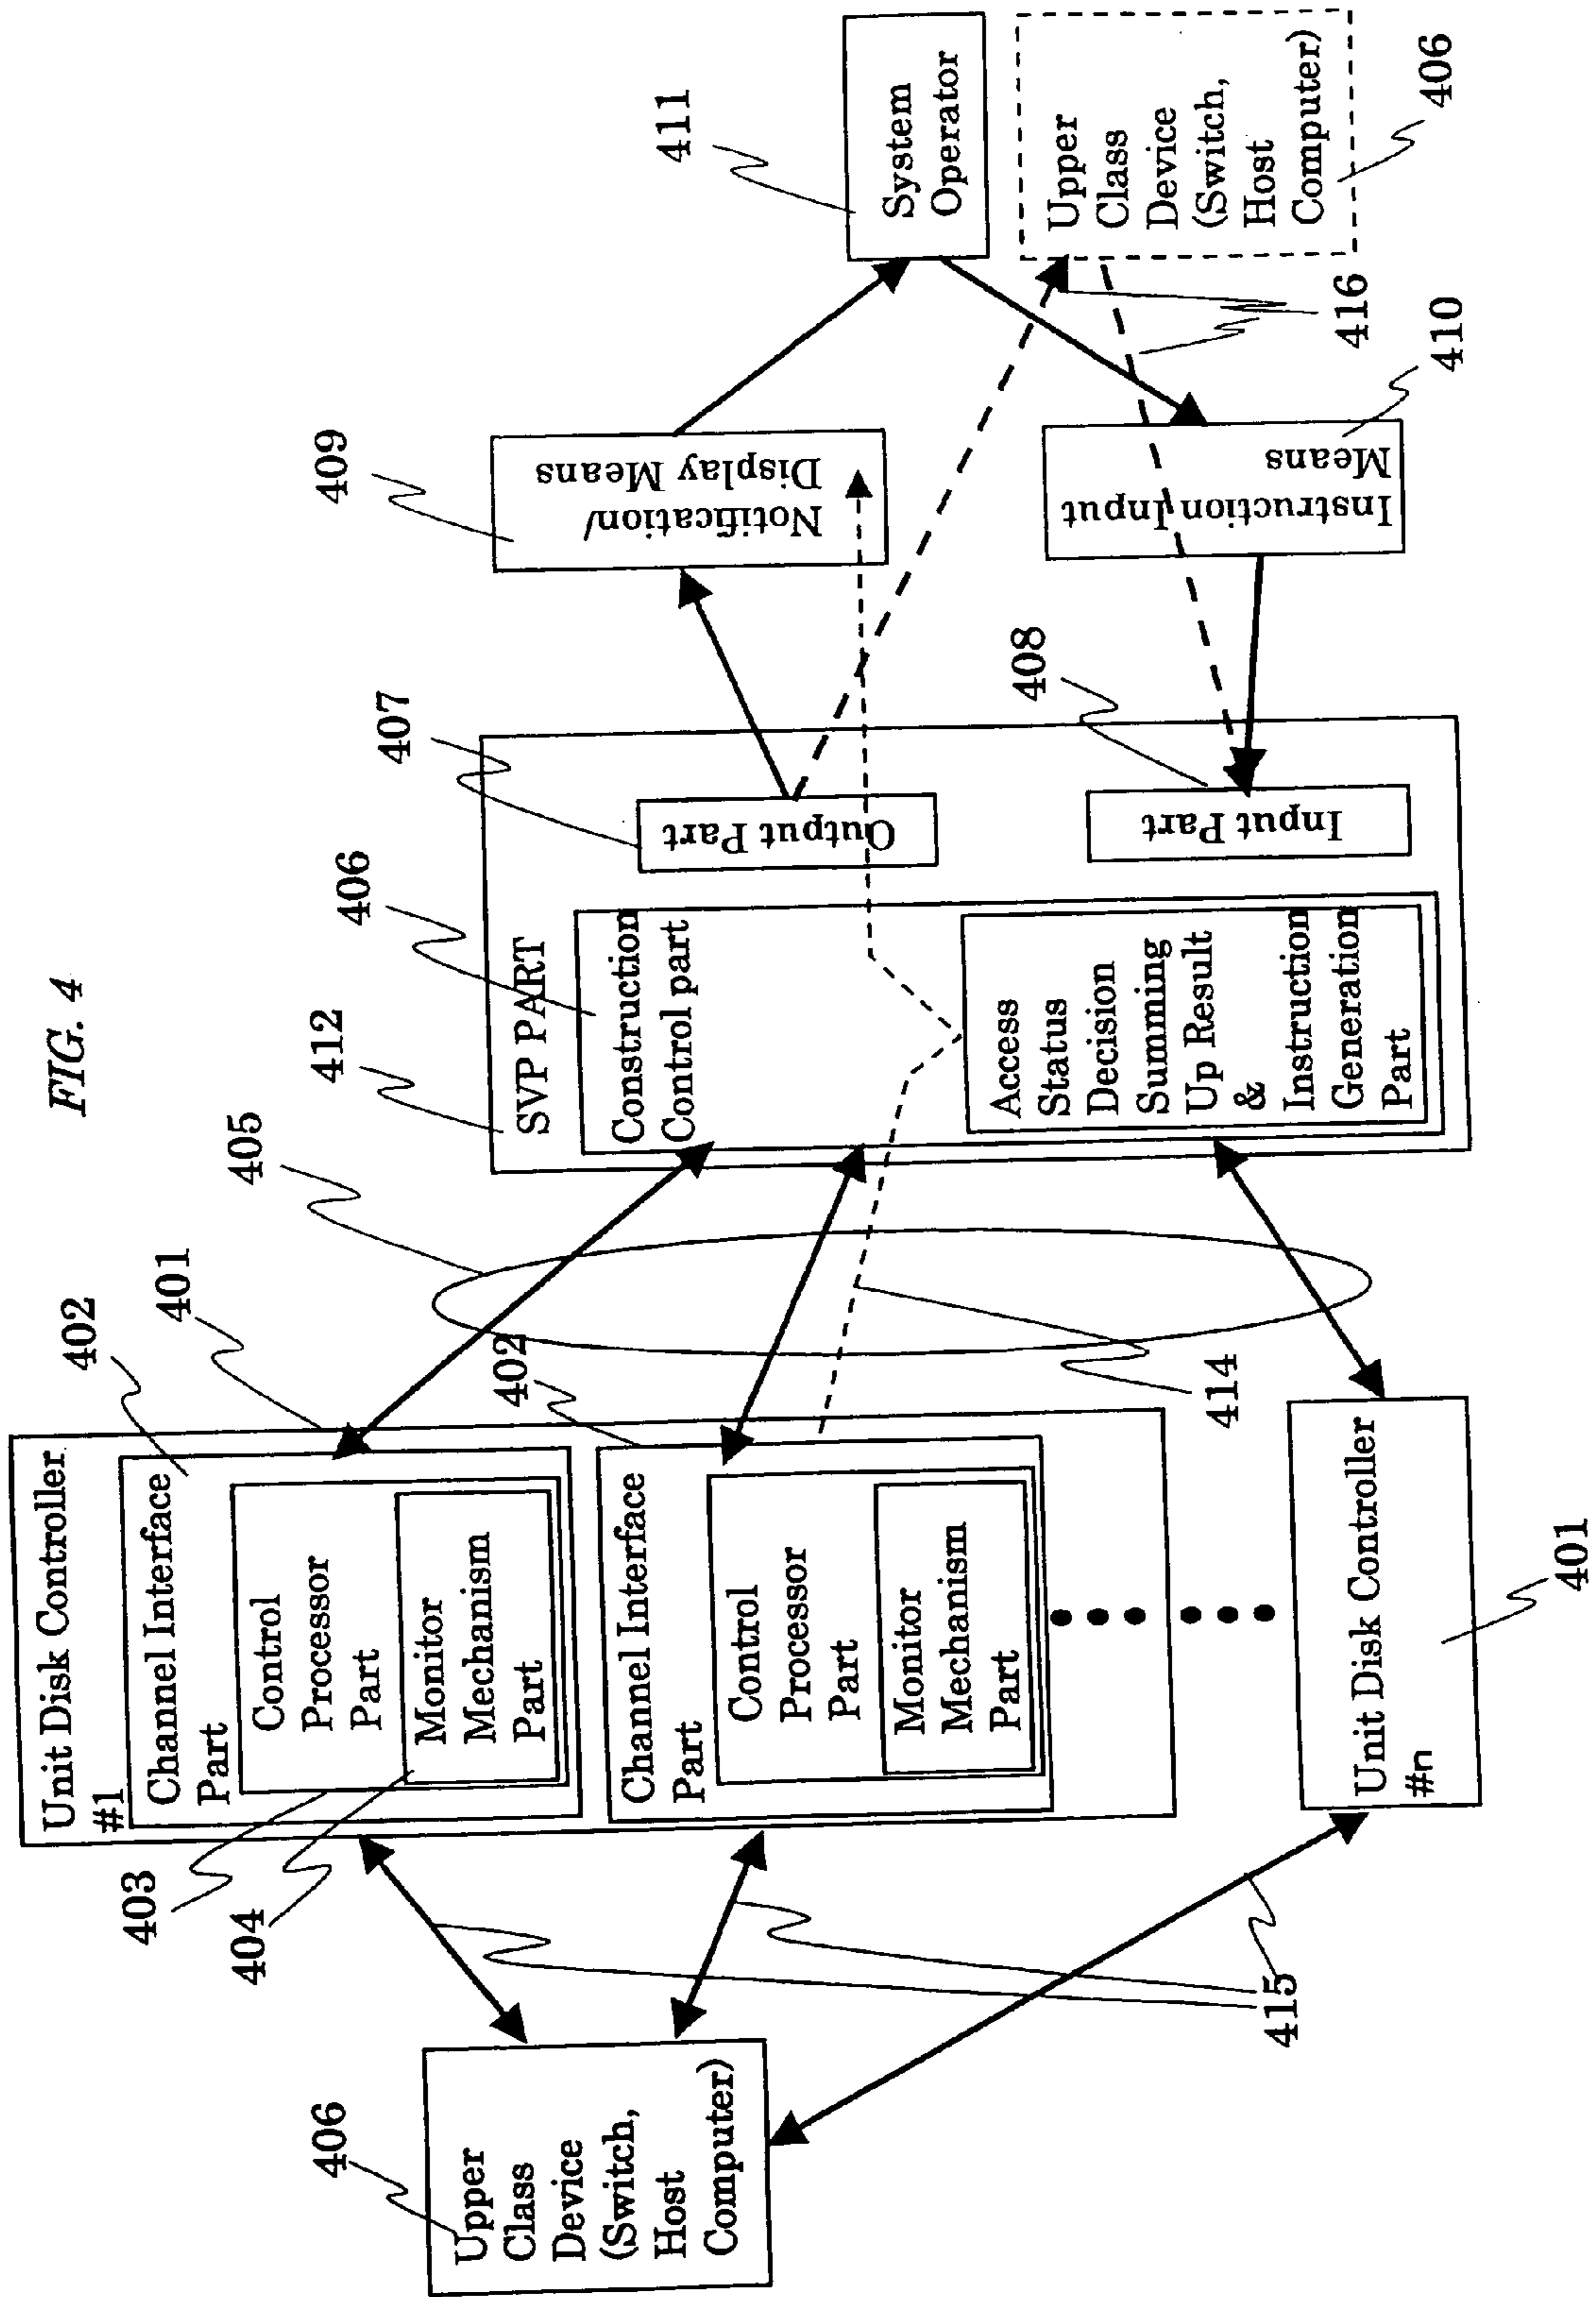 FIG. 4
406
Upper
Class
Device
(Switch,
Host
Computer)
415
401
402
Unit Disk Controller
#1
Channel Interface
Part
Control
Processor
Part
Monitor
Mechanism
Part
403
404
402
Channel Interface
Part
Control
Processor
Part
Monitor
Mechanism
Part
Unit Disk Controller
#n
401
405
414
412
SVP PART
406
Construction
Control part
Access
Status
Decision
Summing
Up Result
&
Instruction
Generation
Part
407
Output Part
408
Input Part
409
Notification/
Display Means
410
Instruction Input
Means
411
System
Operator
416
Upper
Class
Device
(Switch,
Host
Computer)
406